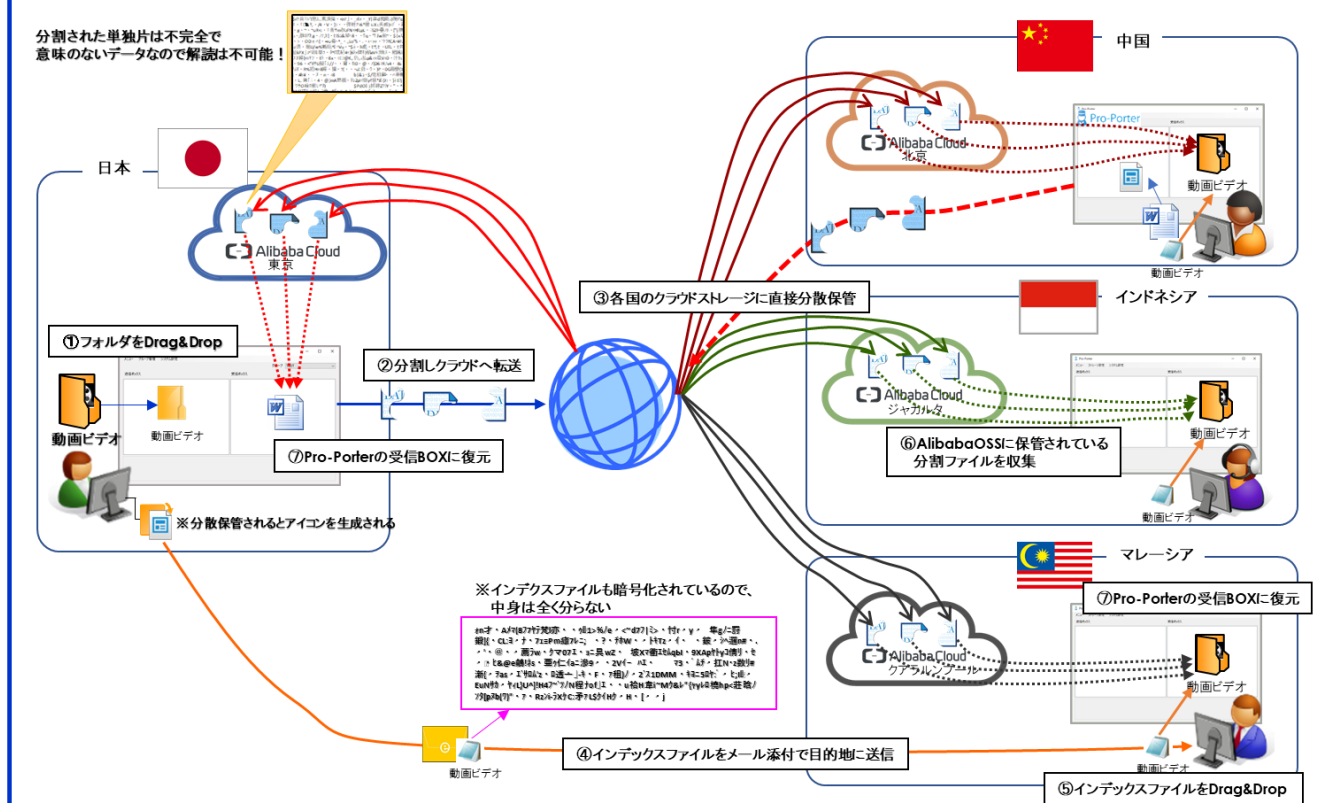 分割された単独片は不完全で
意味のないデータなので解読は不可能！
日本
Alibaba Cloud
東京
①フォルダをDrag&Drop
動画ビデオ
動画ビデオ
②分割しクラウドへ転送
⑦Pro-Porterの受信BOXに復元
※分散保管されるとアイコンを生成される
③各国のクラウドストレージに直接分散保管
中国
Alibaba Cloud
北京
Pro-Porter
動画ビデオ
動画ビデオ
インドネシア
Alibaba Cloud
ジャカルタ
⑥AlibabaOSSに保管されている
分割ファイルを収集
動画ビデオ
動画ビデオ
マレーシア
Alibaba Cloud
クアラルンプール
⑦Pro-Porterの受信BOXに復元
動画ビデオ
動画ビデオ
※インデクスファイルも暗号化されているので、
中身は全く分らない
動画ビデオ
④インデックスファイルをメール添付で目的地に送信
⑤インデックスファイルをDrag&Drop